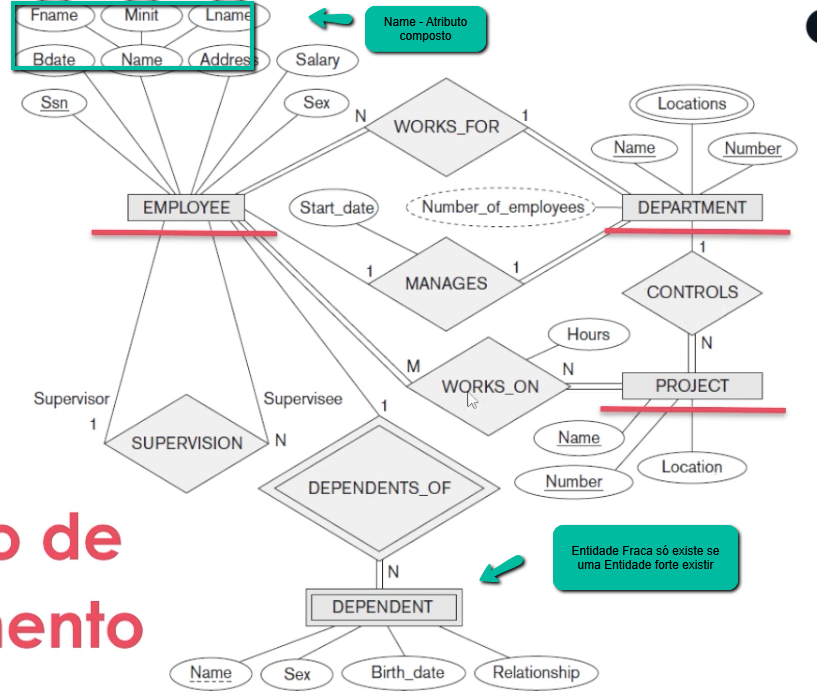 Fname
Minit
Lname
Name - Atributo
composto
Bdate
Name
Address
Salary
Ssn
Sex
N
WORKS_FOR
1
Locations
Name
Number
EMPLOYEE
Start_date
Number_of_employees
DEPARTMENT
1
MANAGES
1
1
CONTROLS
N
Hours
M
WORKS_ON
N
PROJECT
Supervisor
1
Supervisee
N
SUPERVISION
1
Name
Number
Location
DEPENDENTS_OF
o de
mento
N
Entidade Fraca só existe se
uma Entidade forte existir
DEPENDENT
Name
Sex
Birth_date
Relationship